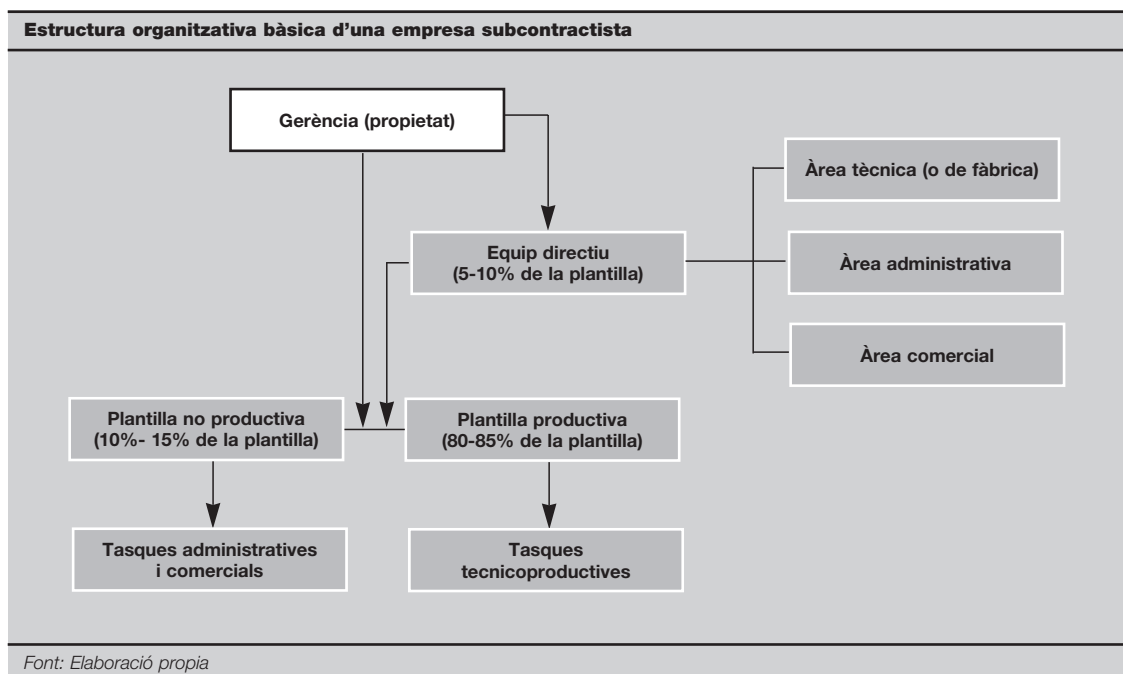 Estructura organitzativa bàsica d’una empresa subcontractista
Gerència (propietat)
Àrea tècnica (o de fàbrica)
Equip directiu
(5-10% de la plantilla)
Àrea administrativa
Àrea comercial
Plantilla no productiva
(10%- 15% de la plantilla)
Plantilla productiva
(80-85% de la plantilla)
Tasques administratives
i comercials
Tasques
tecnicoproductives
Font: Elaboració propia